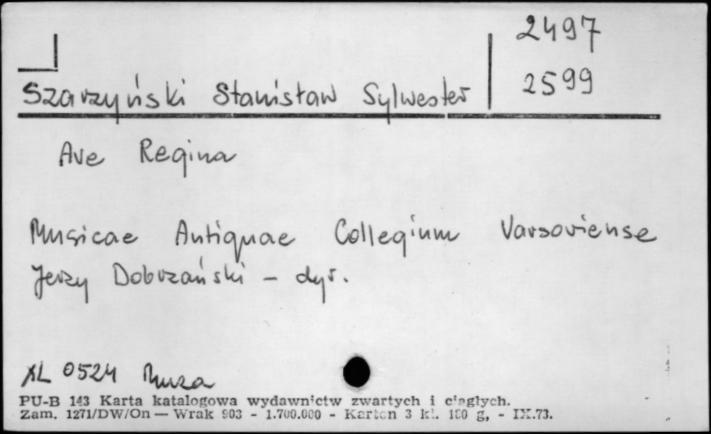 2497
2599
Szarzyński Stanisław Sylwester
Ave Regina
Musicae Antiquae Collegium Varsoviense
Jerzy Dobrzański – dyr.
XL 0524 Muza
PU-B 143 Karta katalogowa wydawnictw zwartych i ciągłych.
Zam. 1271/DW/On — Wrak 903 - 1.700.000 - Karton 3 kl. 180 g, - IX.73.